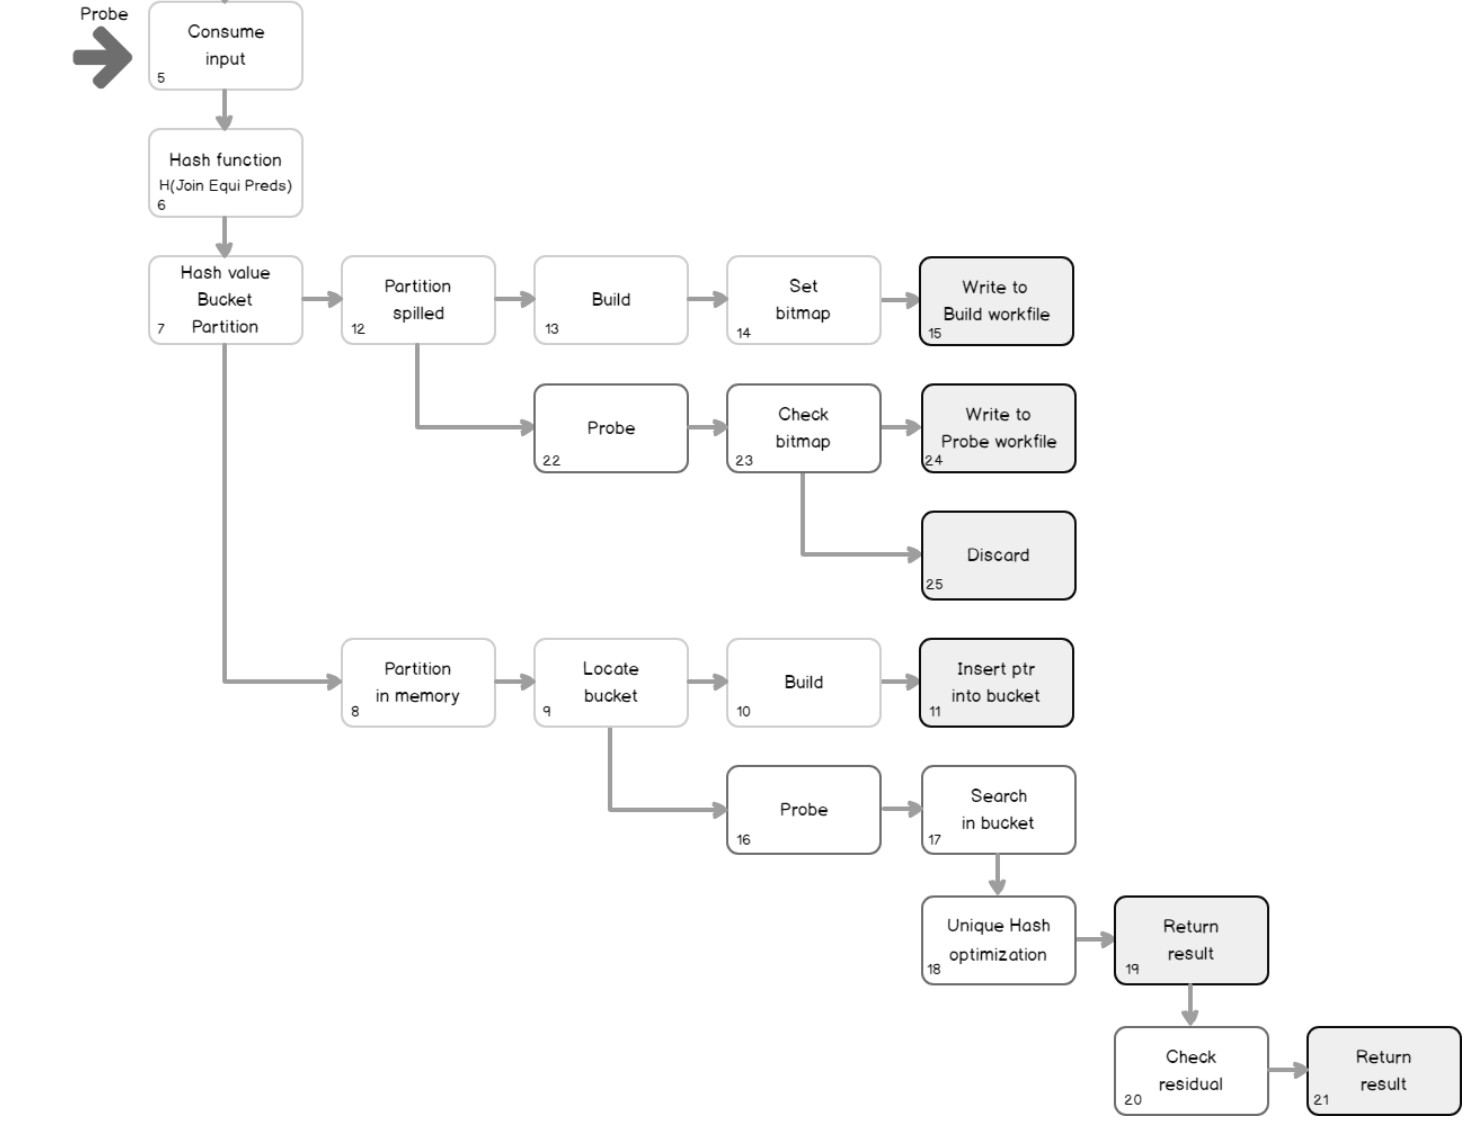 Probe
Consume
input
5
Hash function
H(Join Equi Preds)
6
Hash value
Bucket
Partition
7
Partition
spilled
12
Build
13
Set
bitmap
14
Write to
Build workfile
15
Probe
22
Check
bitmap
23
Write to
Probe workfile
24
Discard
25
Partition
in memory
8
Locate
bucket
9
Build
10
Insert ptr
into bucket
11
Probe
16
Search
in bucket
17
Unique Hash
optimization
18
Return
result
19
Check
residual
20
Return
result
21